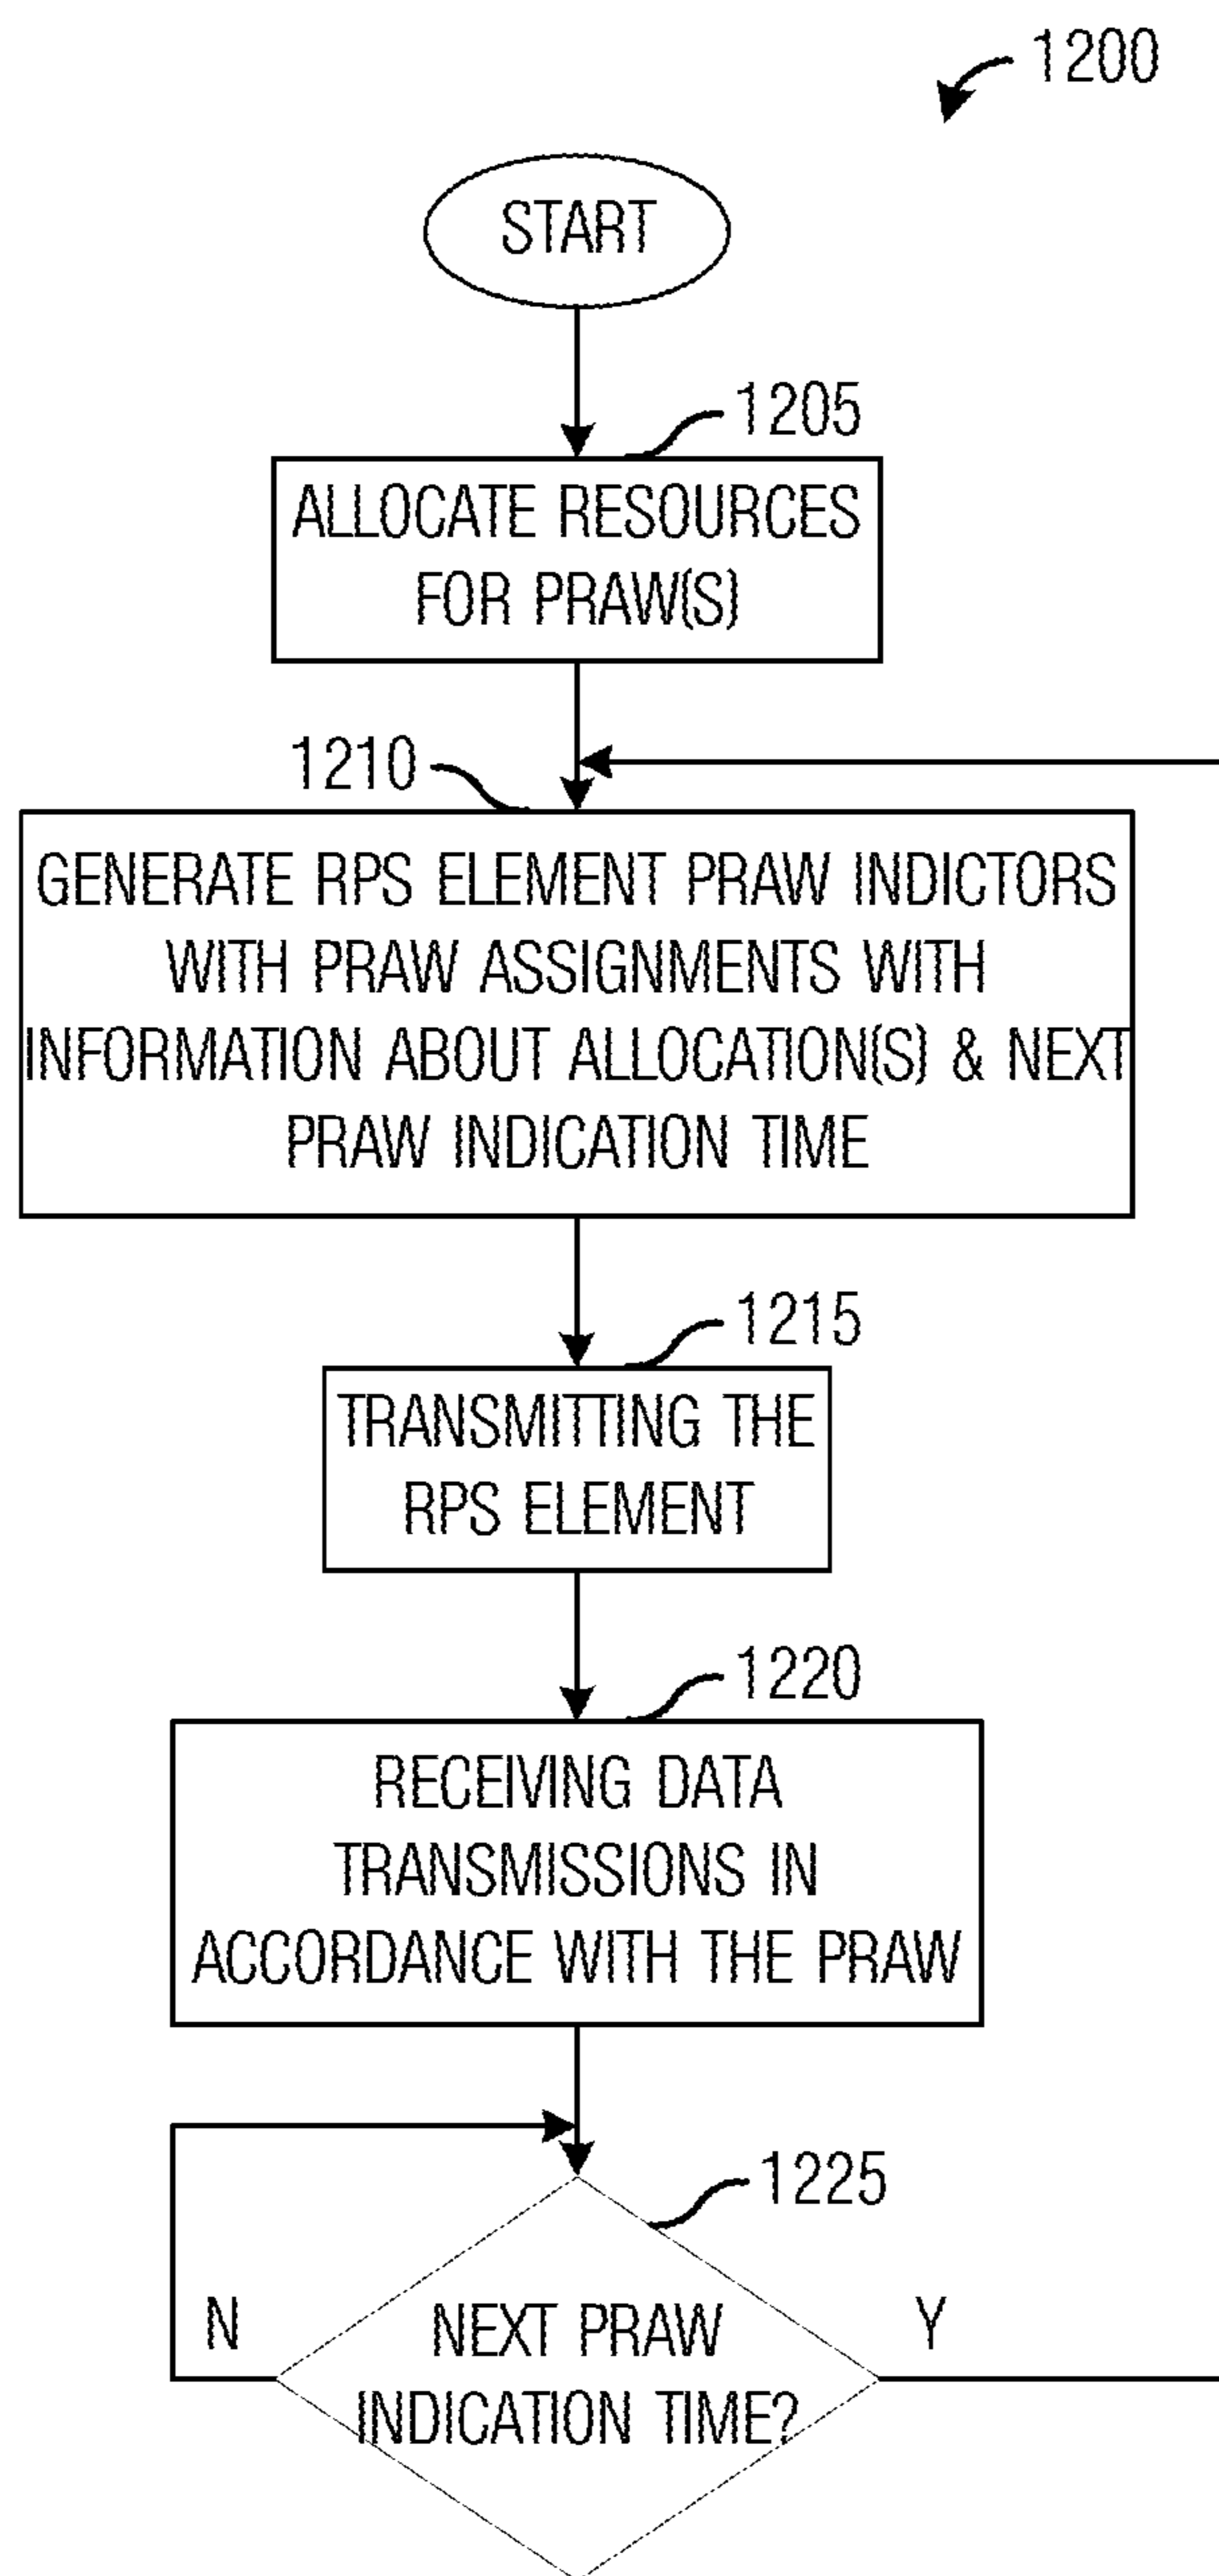 1200
START
1205
ALLOCATE RESOURCES
FOR PRAW(S)
1210
GENERATE RPS ELEMENT PRAW INDICTORS
WITH PRAW ASSIGNMENTS WITH
INFORMATION ABOUT ALLOCATION(S) & NEXT
PRAW INDICATION TIME
1215
TRANSMITTING THE
RPS ELEMENT
1220
RECEIVING DATA
TRANSMISSIONS IN
ACCORDANCE WITH THE PRAW
1225
N
NEXT PRAW
INDICATION TIME?
Y